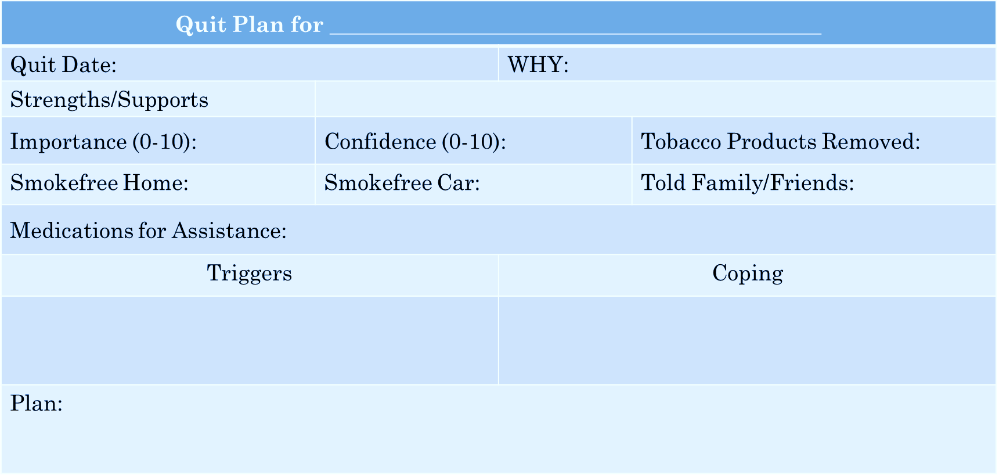 Quit Plan for ________________________________________
Quit Date:
WHY:
Strengths/Supports
Importance (0-10):
Confidence (0-10):
Tobacco Products Removed:
Smokefree Home:
Smokefree Car:
Told Family/Friends:
Medications for Assistance:
Triggers
Coping
Plan: